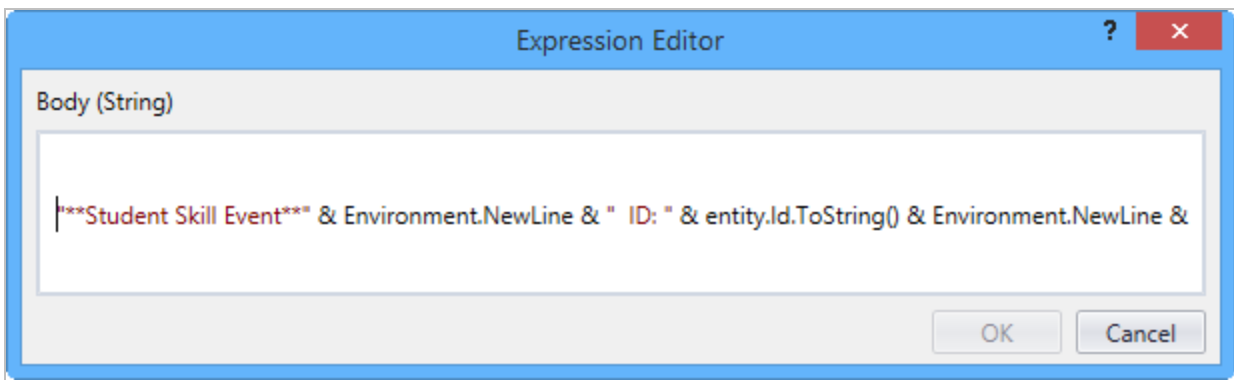 Expression Editor
?
×
Body (String)
"**Student Skill Event**" & Environment.NewLine & "  ID: " & entity.Id.ToString() & Environment.NewLine &
OK
Cancel